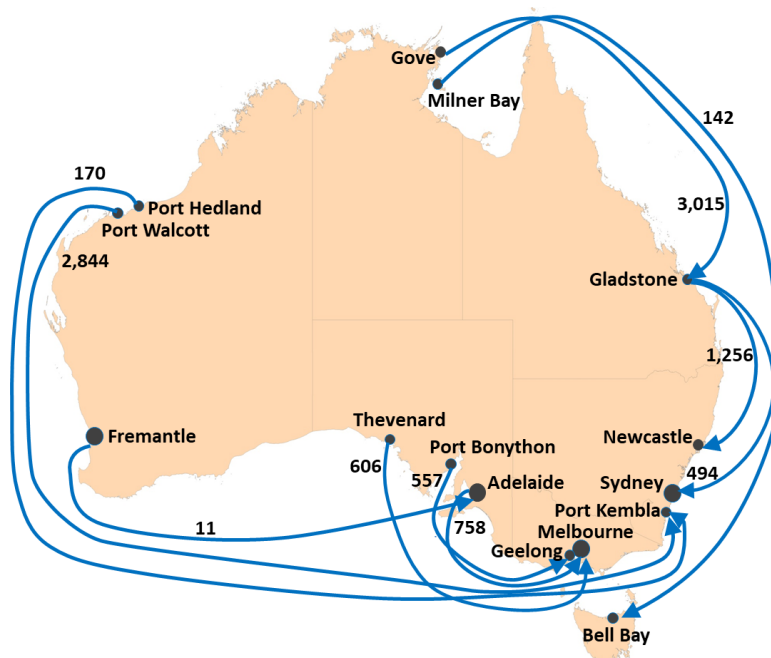 Gove
Milner Bay
142
170
Port Hedland
3,015
Port Walcott
2,844
Gladstone
1,256
Thevenard
Fremantle
Newcastle
Port Bonython
606
557
Adelaide
Sydney
494
Port Kembla
11
758
Melbourne
Geelong
Bell Bay